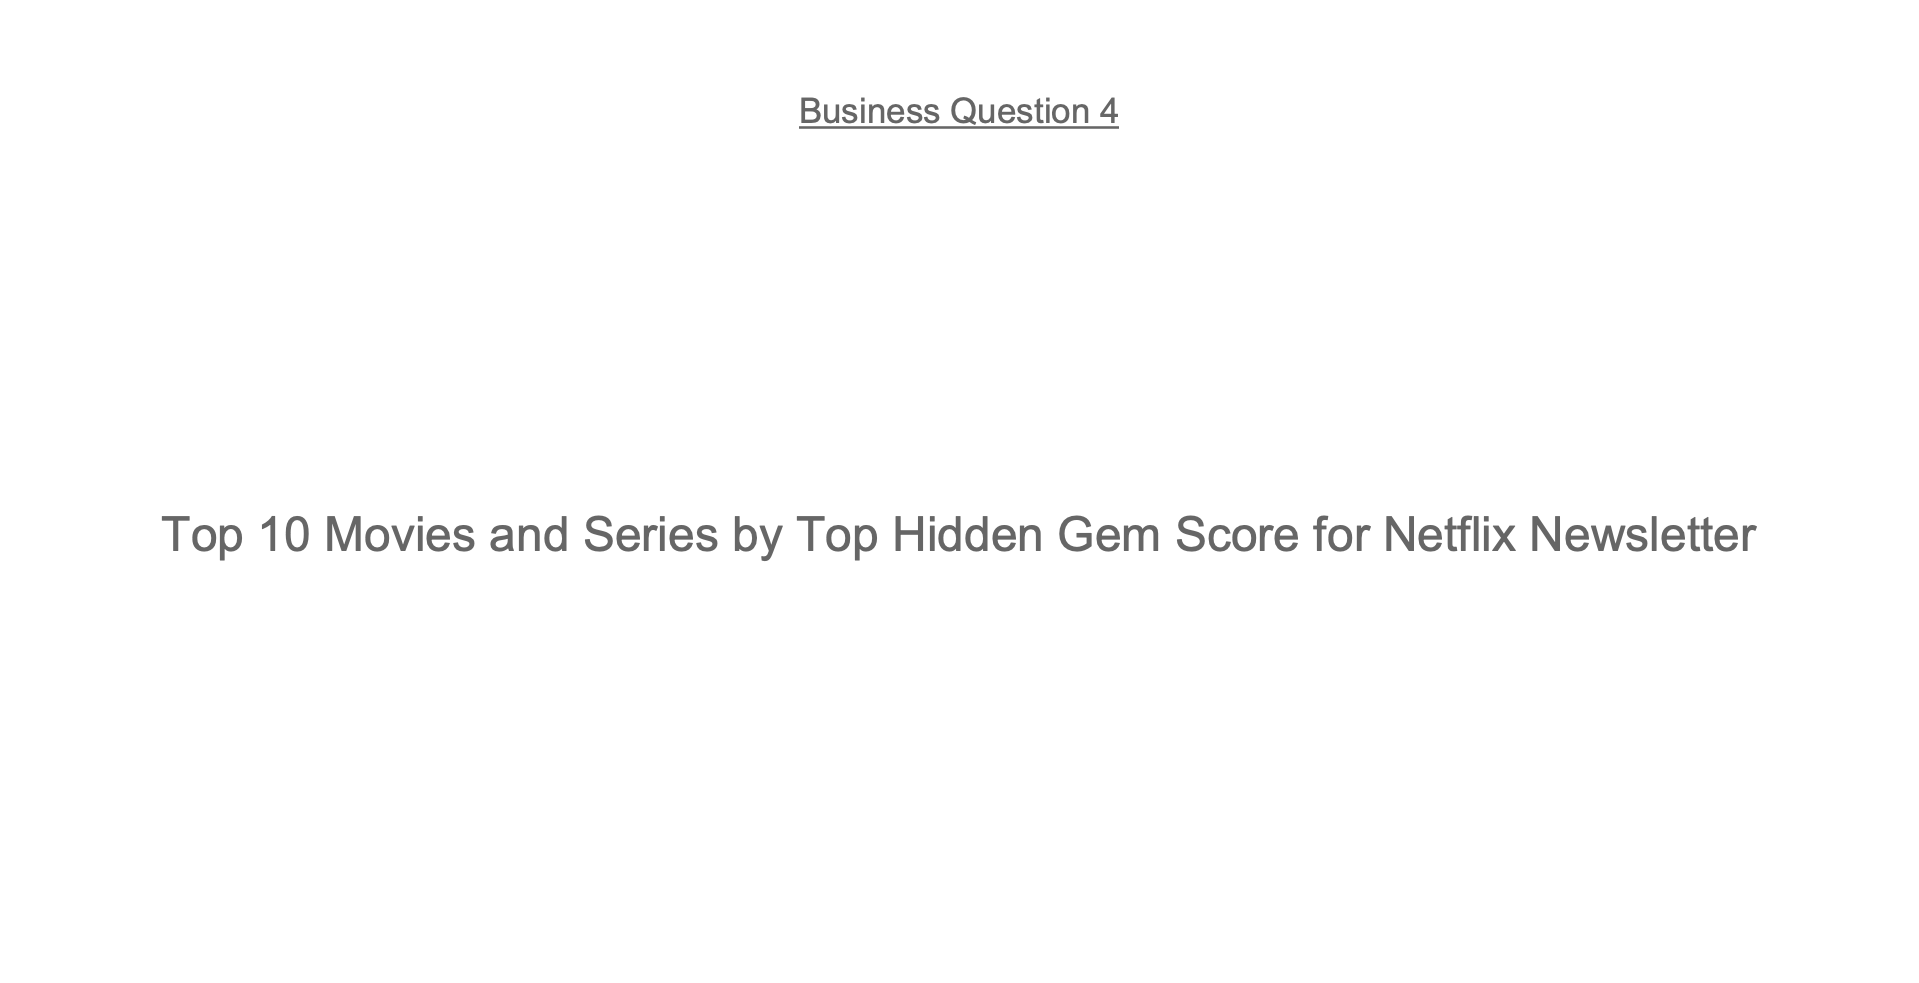 Business Question 4
Top 10 Movies and Series by Top Hidden Gem Score for Netflix Newsletter